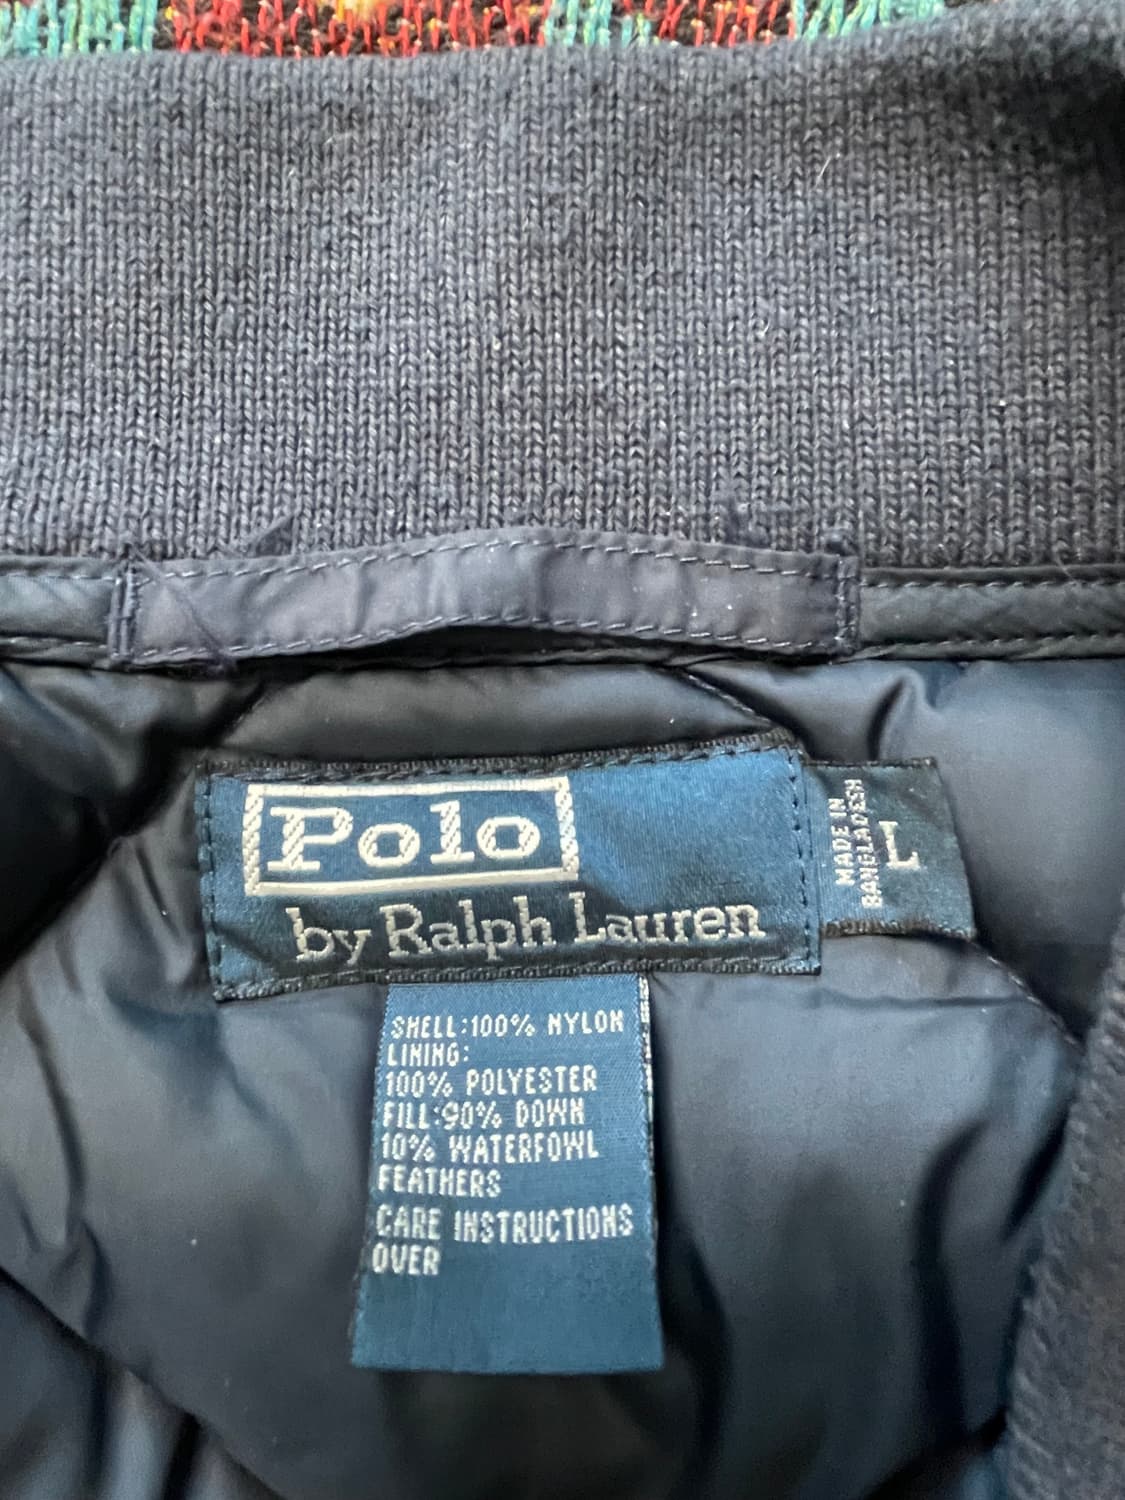 Polo
by Ralph Lauren
MADE IN
BANGLADESH
L
SHELL:100% NYLON
LINING:
100% POLYESTER
FILL:90% DOWN
10% WATERFOWL
FEATHERS
CARE INSTRUCTIONS
OVER